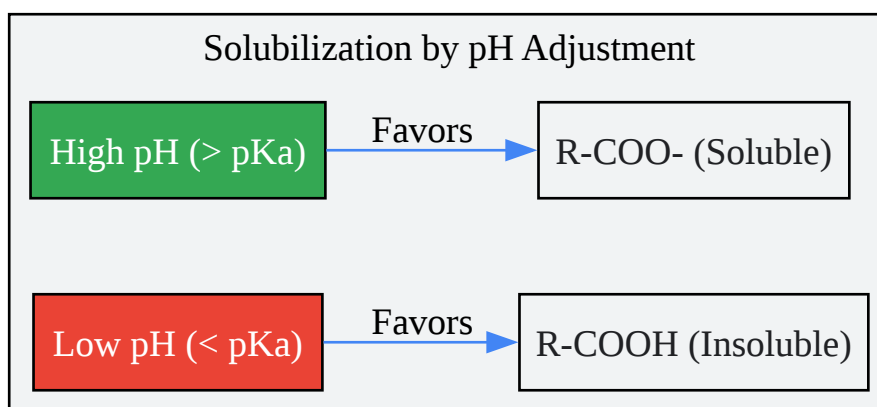 Solubilization by pH Adjustment
High pH (> pKa)
Favors
R-COO- (Soluble)
Low pH (< pKa)
Favors
R-COOH (Insoluble)